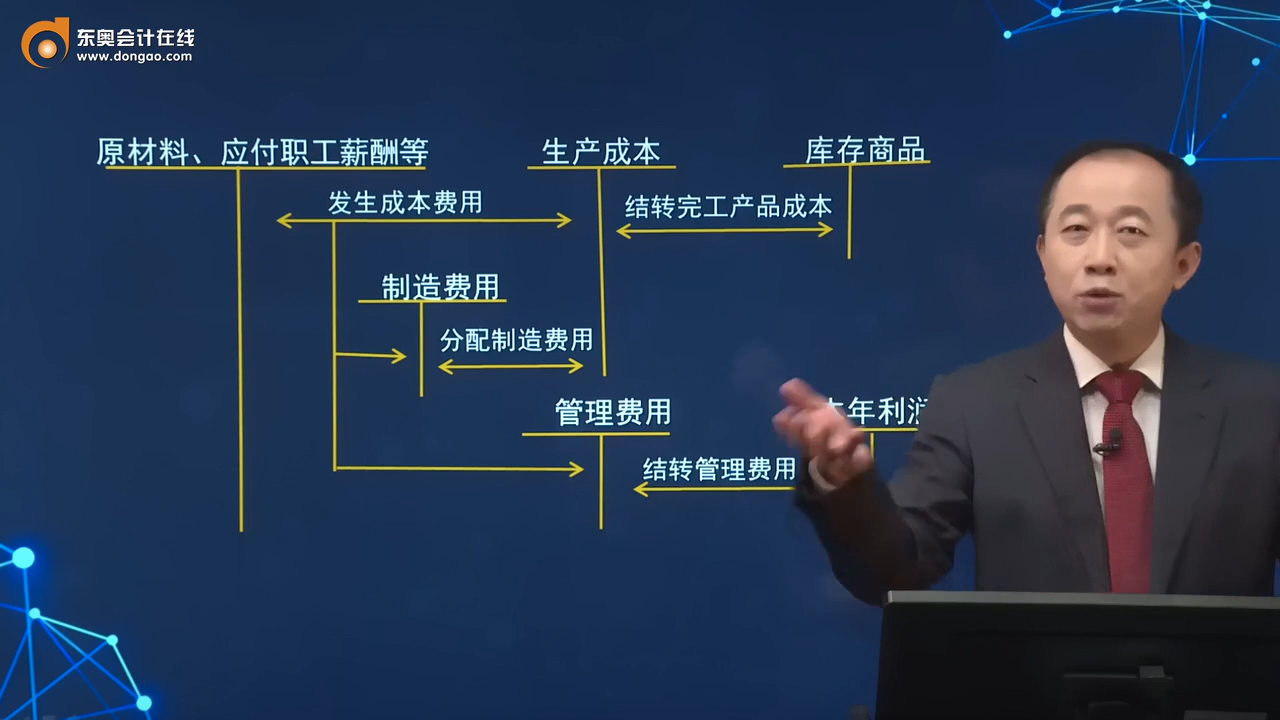 东奥会计在线
www.dongao.com
原材料、应付职工薪酬等
生产成本
库存商品
发生成本费用
结转完工产品成本
制造费用
分配制造费用
管理费用
本年利润
结转管理费用